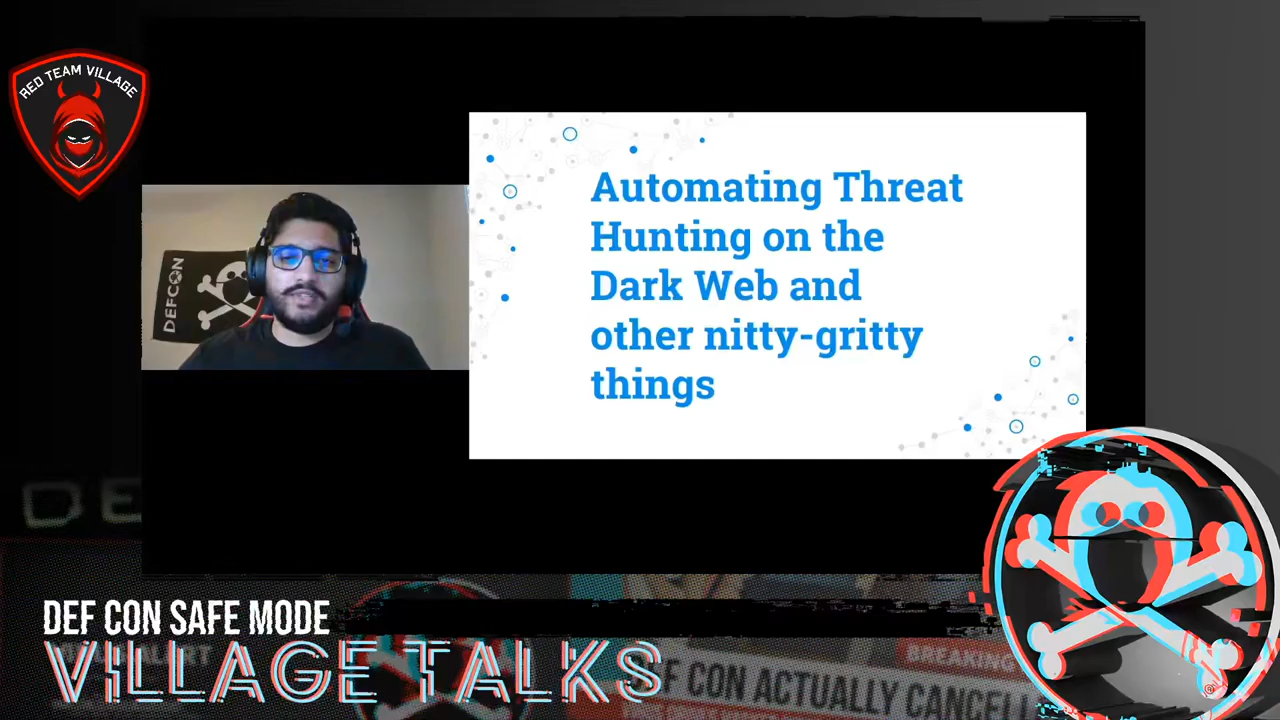 RED TEAM VILLAGE
Automating Threat
Hunting on the
Dark Web and
other nitty-gritty
things
DEFCON
DE
DEF CON SAFE MODE
VILLAGE TALKS
BREAKING
DEF CON ACTUALLY CANCELL